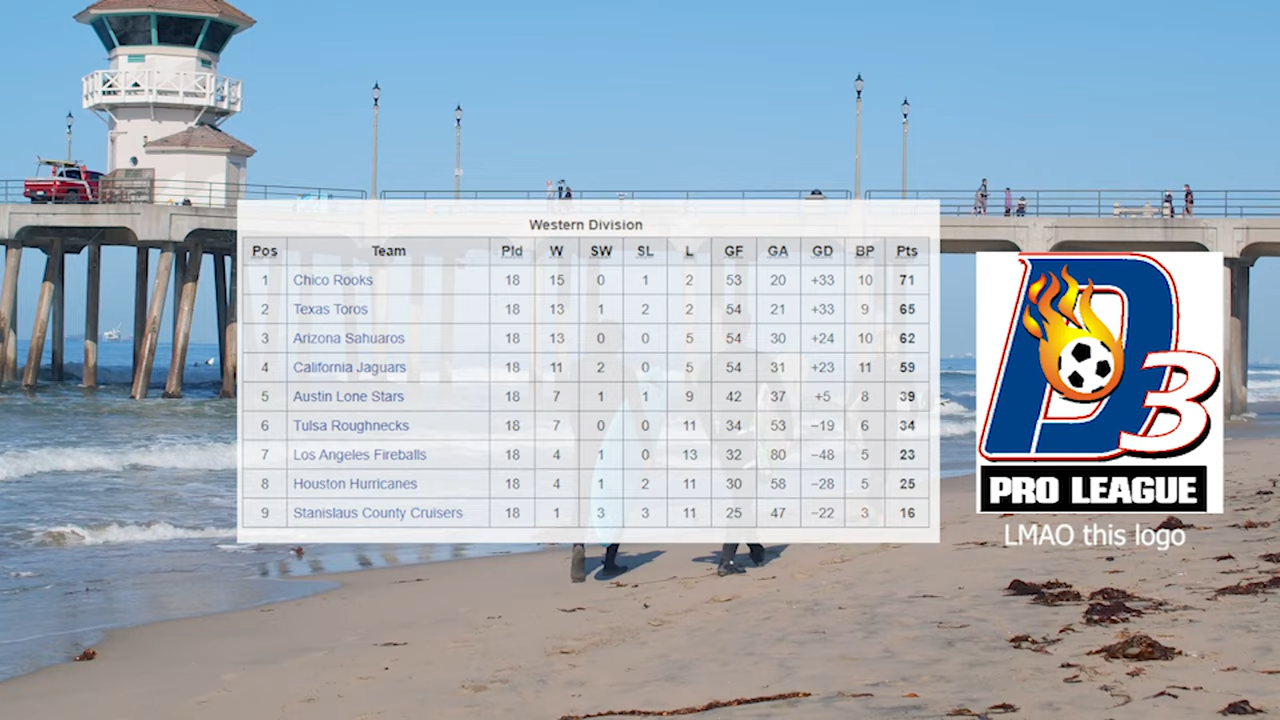 Western Division
Pos Team Pld W SW SL L GF GA GD BP Pts
1 Chico Rooks 18 15 0 1 2 53 20 +33 10 71
2 Texas Toros 18 13 1 2 2 54 21 +33 9 65
3 Arizona Sahuaros 18 13 0 0 5 54 30 +24 10 62
4 California Jaguars 18 11 2 0 5 54 31 +23 11 59
5 Austin Lone Stars 18 7 1 1 9 42 37 +5 8 39
6 Tulsa Roughnecks 18 7 0 0 11 34 53 −19 6 34
7 Los Angeles Fireballs 18 4 1 0 13 32 80 −48 5 23
8 Houston Hurricanes 18 4 1 2 11 30 58 −28 5 25
9 Stanislaus County Cruisers 18 1 3 3 11 25 47 −22 3 16
D3
PRO LEAGUE
LMAO this logo